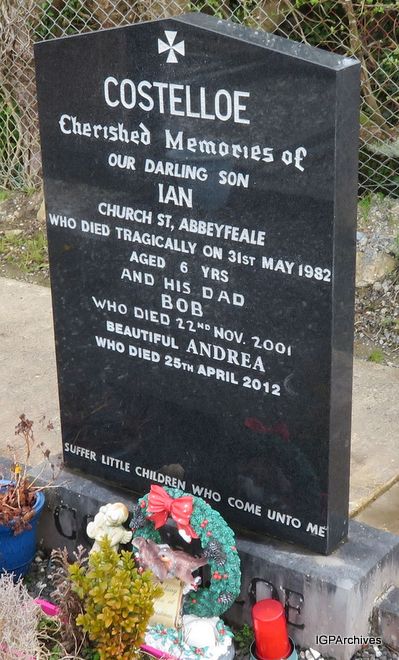 COSTELLOE
Cherished Memories of
OUR DARLING SON
IAN
CHURCH ST, ABBEYFEALE
WHO DIED TRAGICALLY ON 31ST MAY 1982
AGED 6 YRS
AND HIS DAD
BOB
WHO DIED 22ND NOV. 2001
BEAUTIFUL ANDREA
WHO DIED 25TH APRIL 2012
SUFFER LITTLE CHILDREN WHO COME UNTO ME
IGPArchives